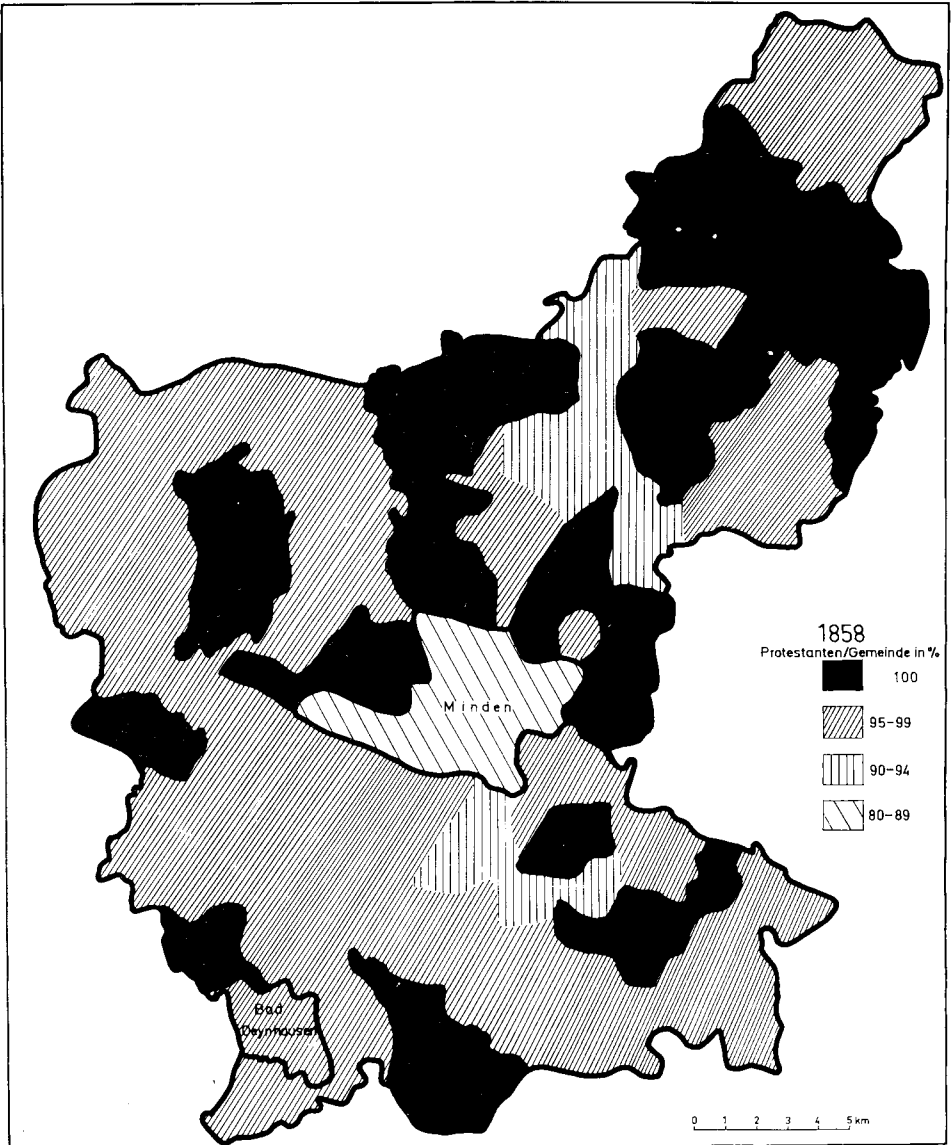 Minden
1858
Protestanten/Gemeinde in %
100
95-99
90-94
80-89
Bad
Oeynhausen
0 1 2 3 4 5 km